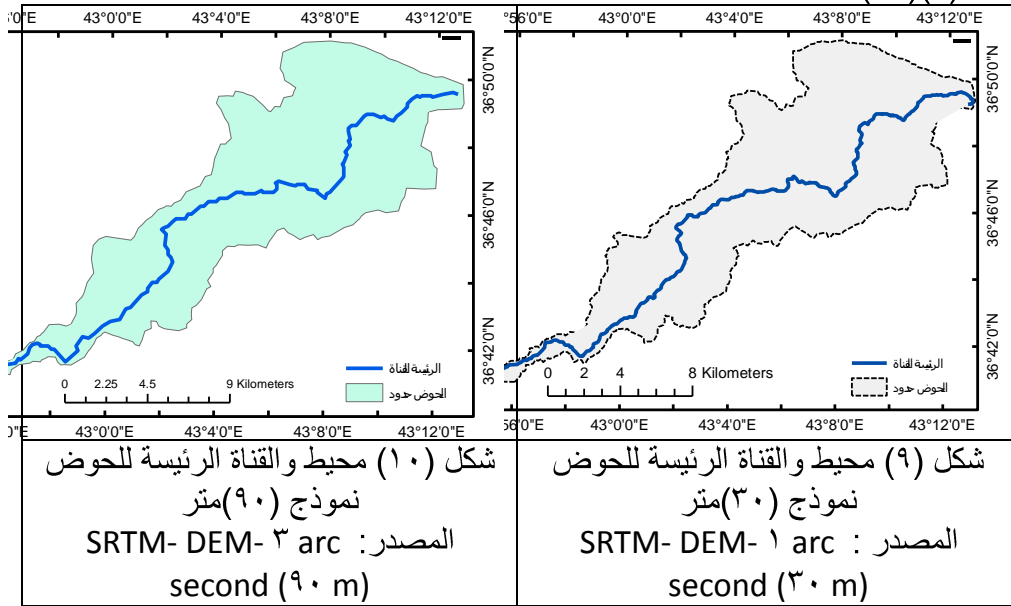 43°0'0"E 43°4'0"E 43°8'0"E 43°12'0"E
36°50'0"N
36°46'0"N
36°42'0"N
الرئيسة القناة
الحوض حدود
0 2 4 8 Kilometers
43°0'0"E 43°4'0"E 43°8'0"E 43°12'0"E
شكل (٩) محيط والقناة الرئيسة للحوض
نموذج (٣٠)متر
المصدر : SRTM- DEM- ١ arc
second (٣٠ m)
43°0'0"E 43°4'0"E 43°8'0"E 43°12'0"E
36°50'0"N
36°46'0"N
36°42'0"N
الرئيسة القناة
الحوض حدود
0 2.25 4.5 9 Kilometers
43°0'0"E 43°4'0"E 43°8'0"E 43°12'0"E
شكل (١٠) محيط والقناة الرئيسة للحوض
نموذج (٩٠)متر
المصدر: SRTM- DEM- ٣ arc
second (٩٠ m)